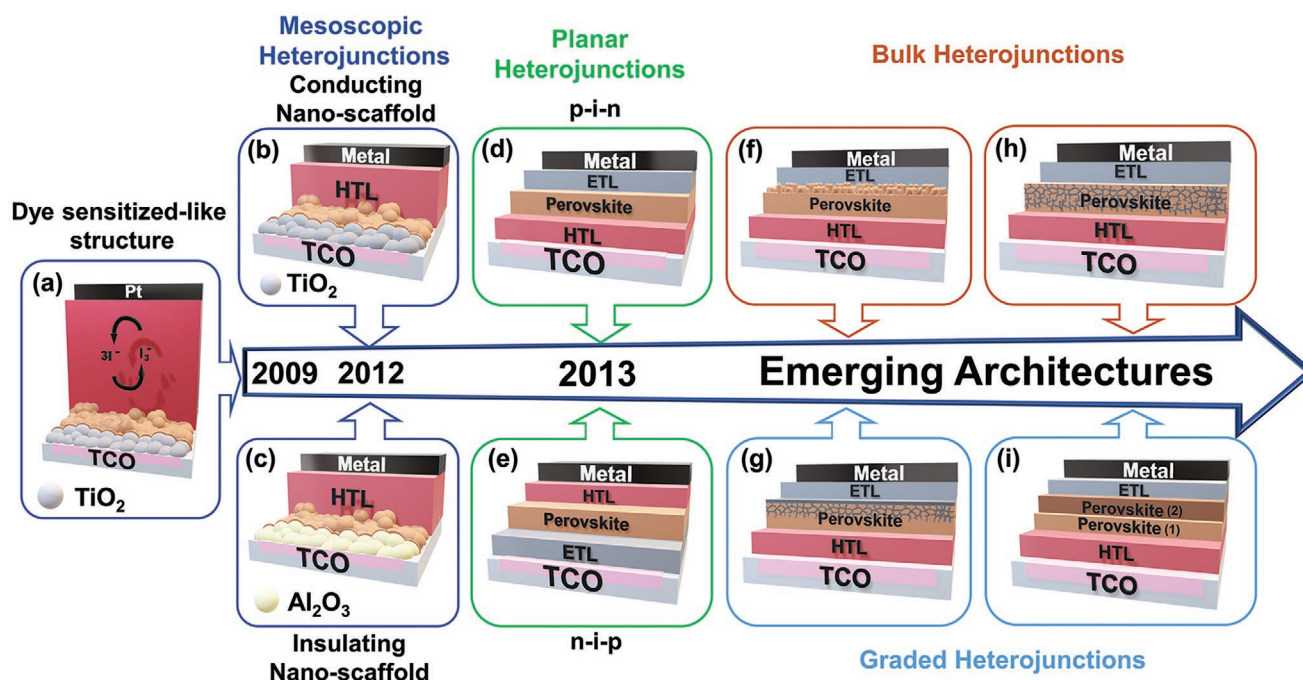 Mesoscopic
Heterojunctions
Conducting
Nano-scaffold
Planar
Heterojunctions
p-i-n
Bulk Heterojunctions
Dye sensitized-like
structure
(a)
Pt
3I⁻ I₃⁻
TCO
TiO₂
(b)
Metal
HTL
TCO
TiO₂
(d)
Metal
ETL
Perovskite
HTL
TCO
(f)
Metal
ETL
Perovskite
HTL
TCO
(h)
Metal
ETL
Perovskite
HTL
TCO
2009 2012 2013 Emerging Architectures
(c)
Metal
HTL
TCO
Al₂O₃
Insulating
Nano-scaffold
(e)
Metal
HTL
Perovskite
ETL
TCO
n-i-p
(g)
Metal
ETL
Perovskite
HTL
TCO
(i)
Metal
ETL
Perovskite (2)
Perovskite (1)
HTL
TCO
Graded Heterojunctions